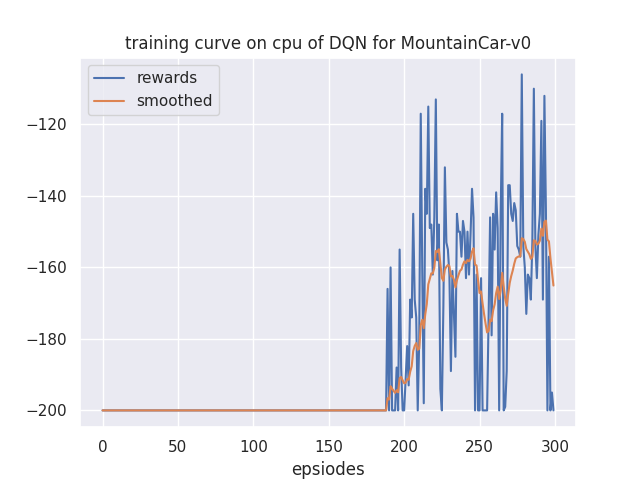 training curve on cpu of DQN for MountainCar-v0
rewards
smoothed
−120
−140
−160
−180
−200
0 50 100 150 200 250 300
epsiodes